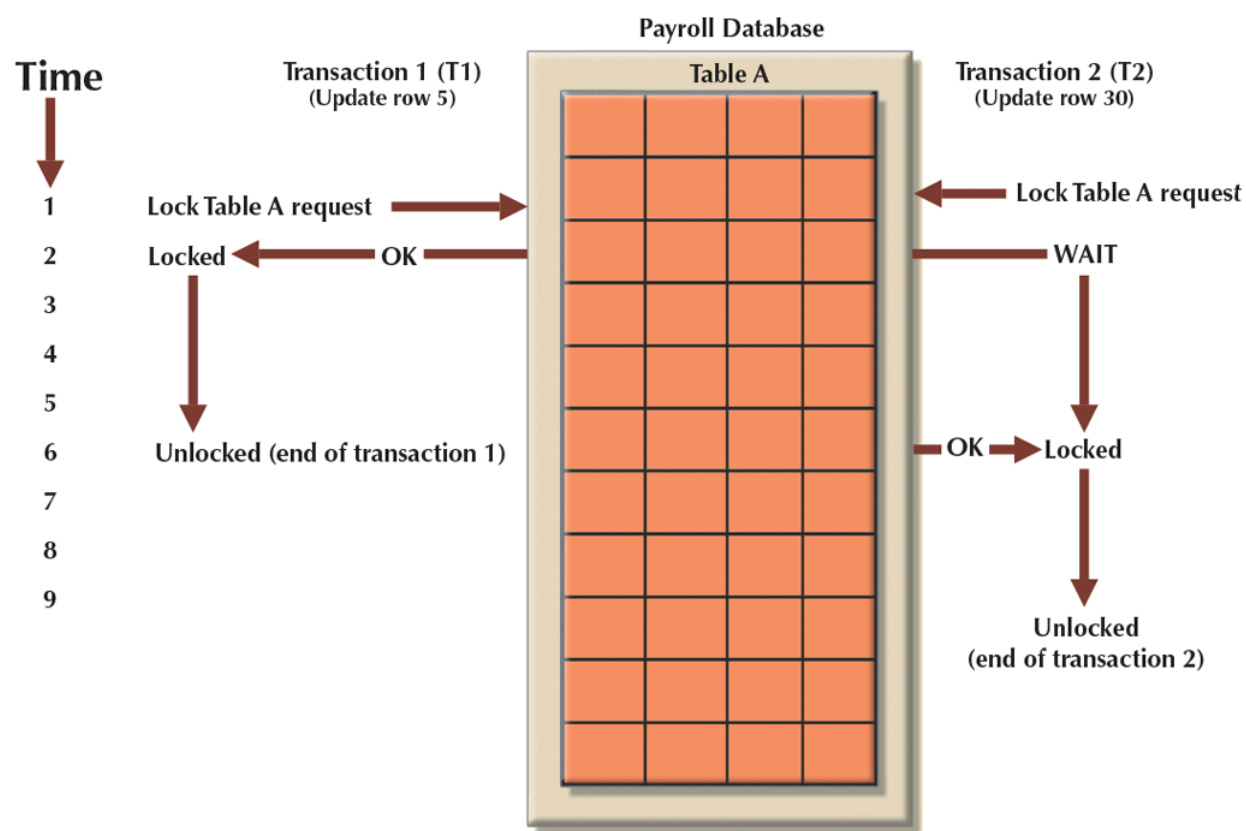 Payroll Database
Time
Transaction 1 (T1)
(Update row 5)
Table A
Transaction 2 (T2)
(Update row 30)
1
Lock Table A request
Lock Table A request
2
Locked
OK
WAIT
3
4
5
6
Unlocked (end of transaction 1)
OK
Locked
7
8
9
Unlocked
(end of transaction 2)